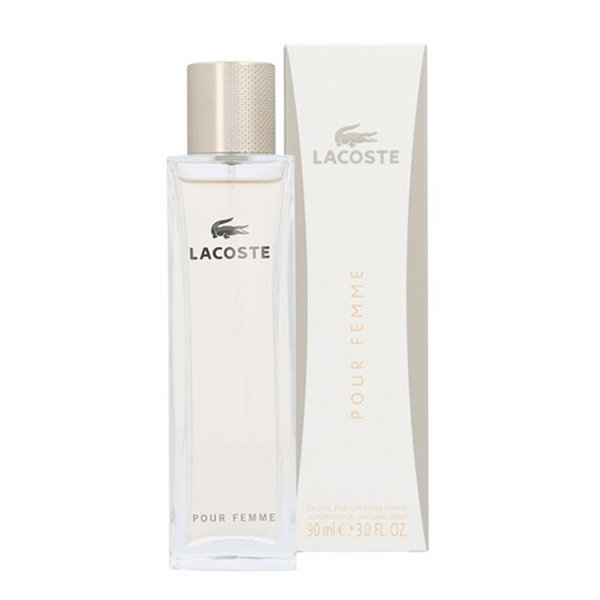 LACOSTE
POUR FEMME
LACOSTE
POUR FEMME
EAU DE PARFUM POUR FEMME
VAPORISATEUR - NATURAL SPRAY
90 ml ℮ 3.0 FL. OZ.